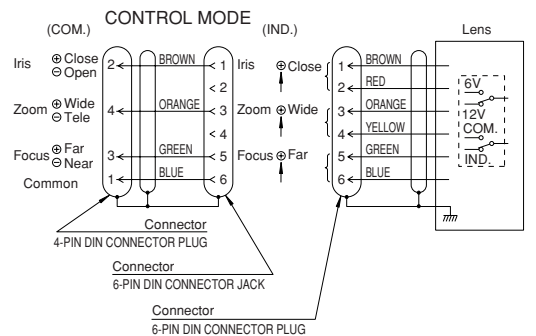 CONTROL MODE
(COM.) (IND.) Lens
Iris ⊕ Close
⊖ Open
2 BROWN 1 Iris ⊕ Close 1 BROWN
2 2 RED
Zoom ⊕ Wide
⊖ Tele
4 ORANGE 3 Zoom ⊕ Wide 3 ORANGE
4 4 YELLOW
Focus ⊕ Far
⊖ Near
3 GREEN 5 Focus ⊕ Far 5 GREEN
Common 1 BLUE 6 6 BLUE
6V
12V
COM.
IND.
Connector
4-PIN DIN CONNECTOR PLUG
Connector
6-PIN DIN CONNECTOR JACK
Connector
6-PIN DIN CONNECTOR PLUG